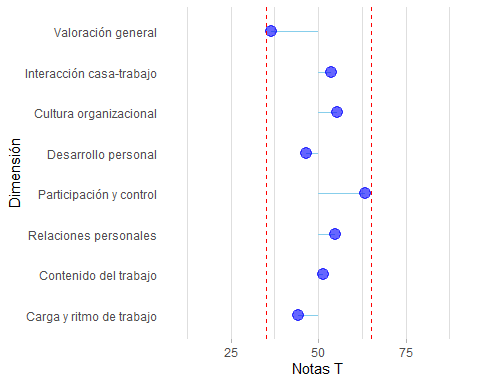 Valoración general
Interacción casa-trabajo
Cultura organizacional
Desarrollo personal
Participación y control
Relaciones personales
Contenido del trabajo
Carga y ritmo de trabajo
Dimensión
25 50 75
Notas T